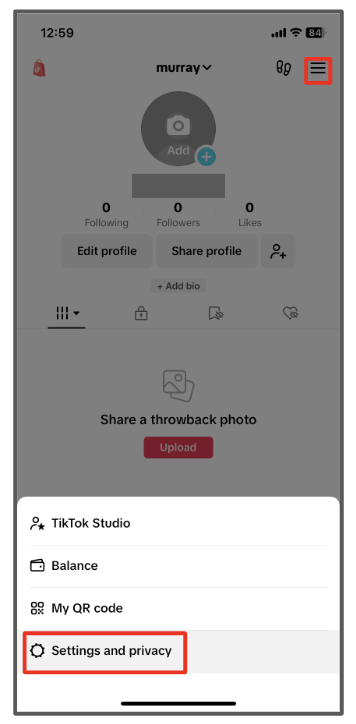 12:59 84
murray
Add
0 0 0
Following Followers Likes
Edit profile Share profile
+ Add bio
Share a throwback photo
Upload
TikTok Studio
Balance
My QR code
Settings and privacy